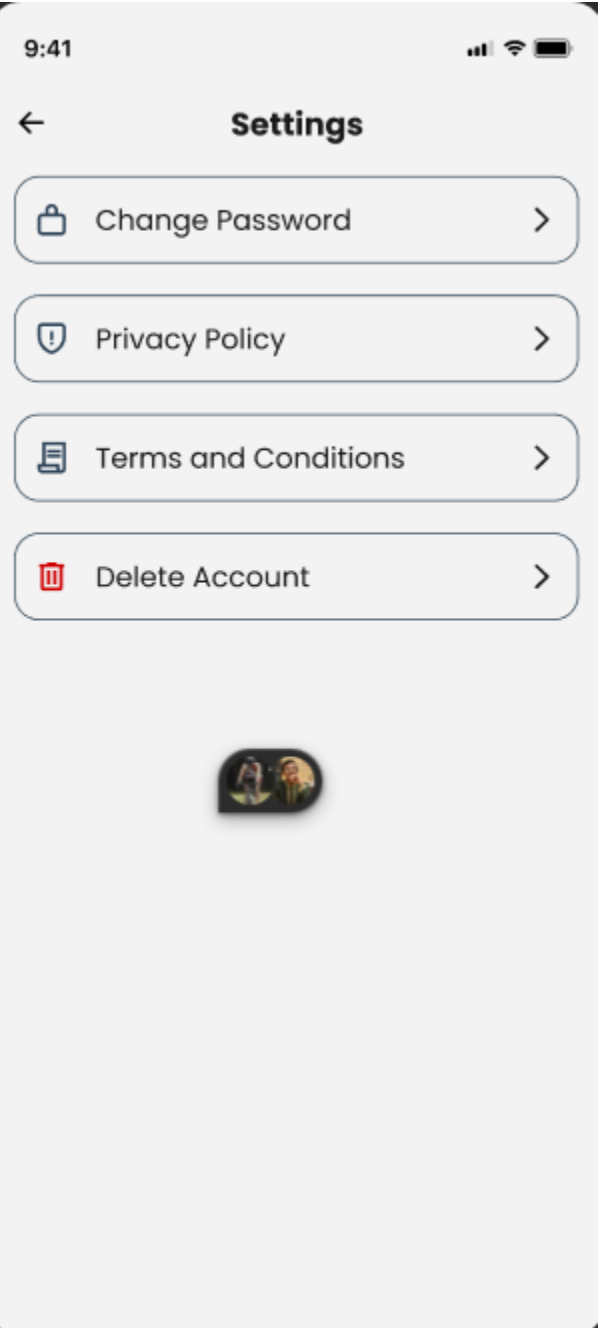 9:41
Settings
Change Password
Privacy Policy
Terms and Conditions
Delete Account